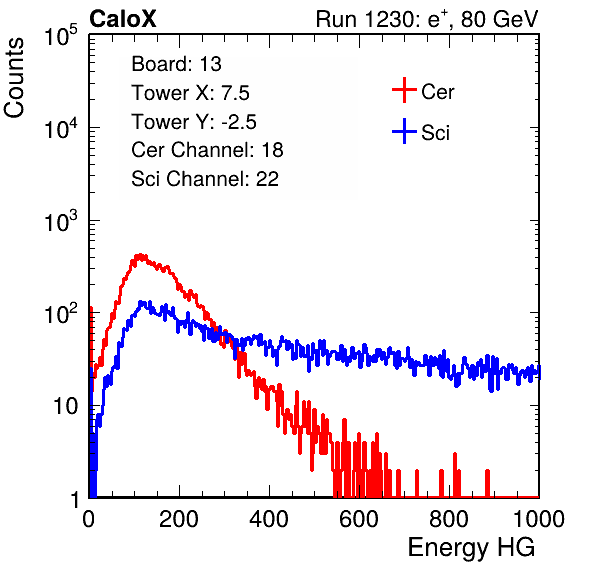 CaloX Run 1230: e⁺, 80 GeV
Counts
10⁵
10⁴
10³
10²
10
1
Board: 13
Tower X: 7.5
Tower Y: -2.5
Cer Channel: 18
Sci Channel: 22
Cer
Sci
0 200 400 600 800 1000
Energy HG